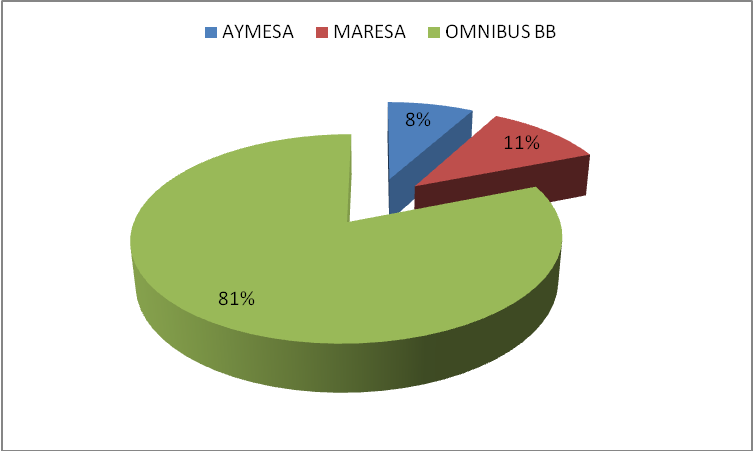 AYMESA MARESA OMNIBUS BB
8%
11%
81%